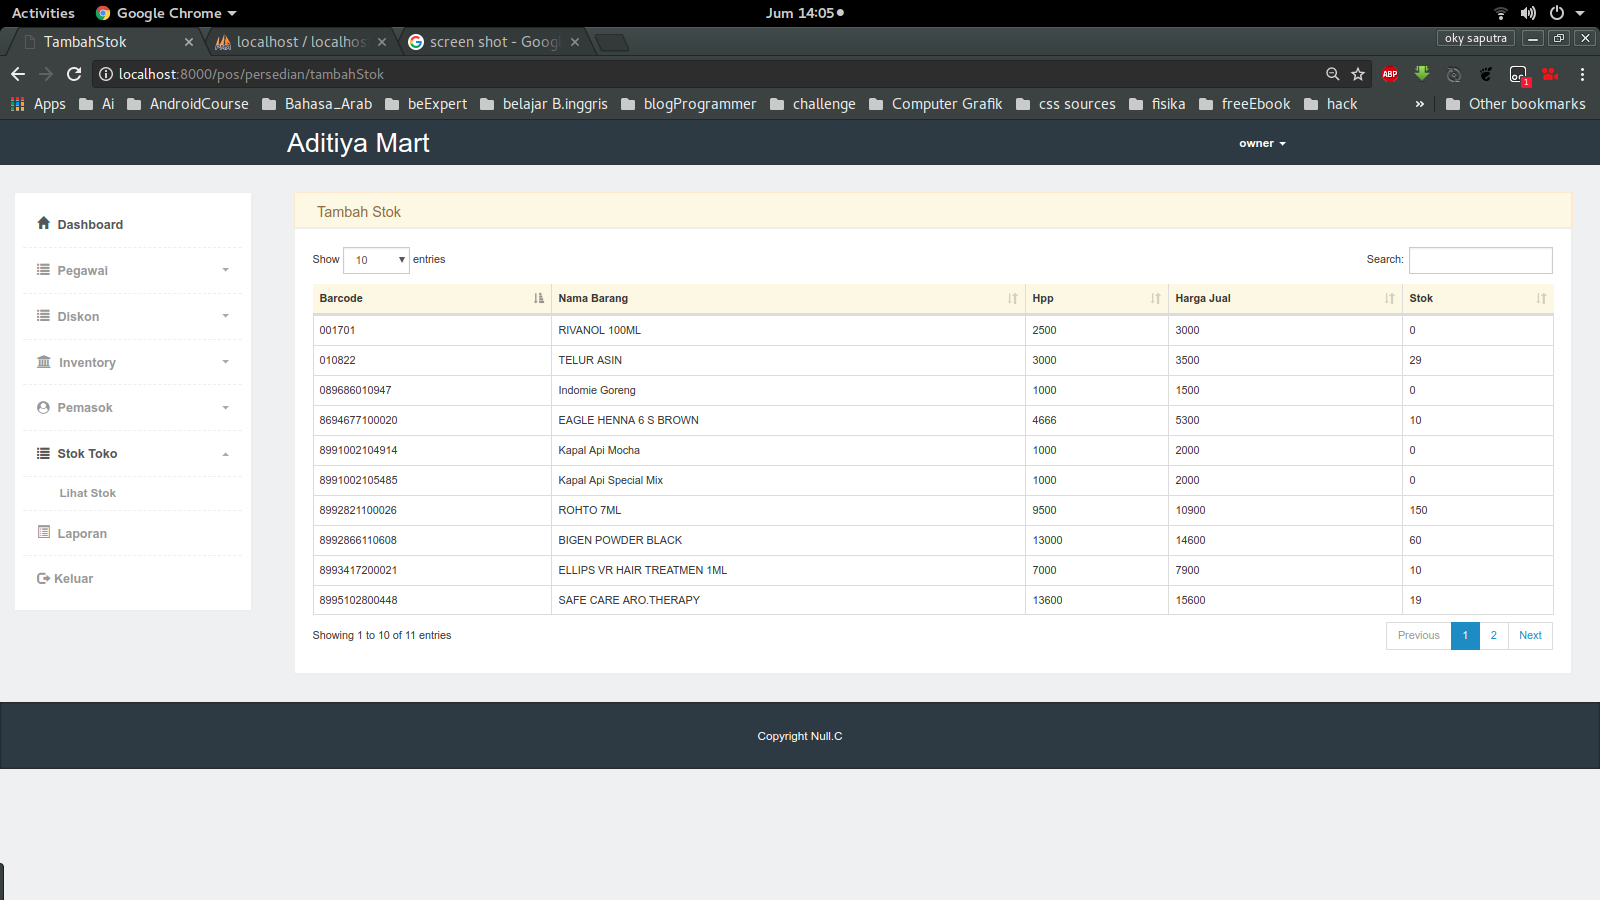 Activities Google Chrome Jum 14:05
TambahStok localhost / localhos screen shot - Goog oky saputra
localhost:8000/pos/persedian/tambahStok ABP 1
Apps Ai AndroidCourse Bahasa_Arab beExpert belajar B.inggris blogProgrammer challenge Computer Grafik css sources fisika freeEbook hack » Other bookmarks
Aditiya Mart owner
Dashboard
Pegawai
Diskon
Inventory
Pemasok
Stok Toko
Lihat Stok
Laporan
Keluar
Tambah Stok
Show 10 entries Search:
Barcode Nama Barang Hpp Harga Jual Stok
001701 RIVANOL 100ML 2500 3000 0
010822 TELUR ASIN 3000 3500 29
089686010947 Indomie Goreng 1000 1500 0
8694677100020 EAGLE HENNA 6 S BROWN 4666 5300 10
8991002104914 Kapal Api Mocha 1000 2000 0
8991002105485 Kapal Api Special Mix 1000 2000 0
8992821100026 ROHTO 7ML 9500 10900 150
8992866110608 BIGEN POWDER BLACK 13000 14600 60
8993417200021 ELLIPS VR HAIR TREATMEN 1ML 7000 7900 10
8995102800448 SAFE CARE ARO.THERAPY 13600 15600 19
Showing 1 to 10 of 11 entries Previous 1 2 Next
Copyright Null.C